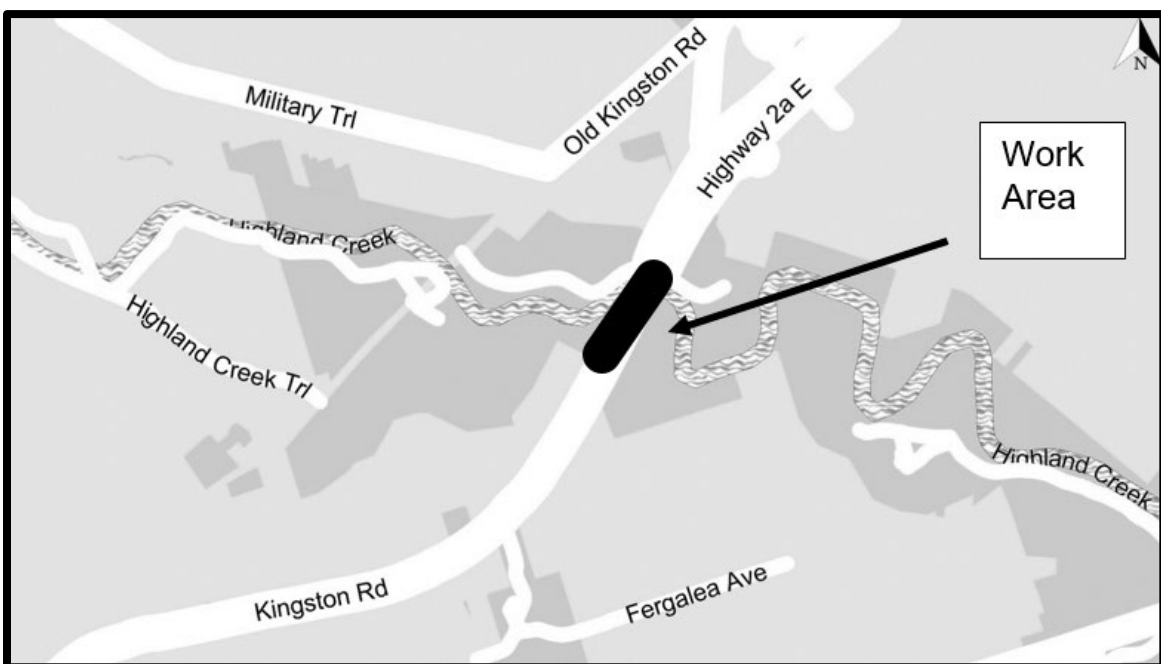 Military Trl
Old Kingston Rd
Highway 2a E
N
Work
Area
Highland Creek
Highland Creek Trl
Highland Creek
Kingston Rd
Fergalea Ave